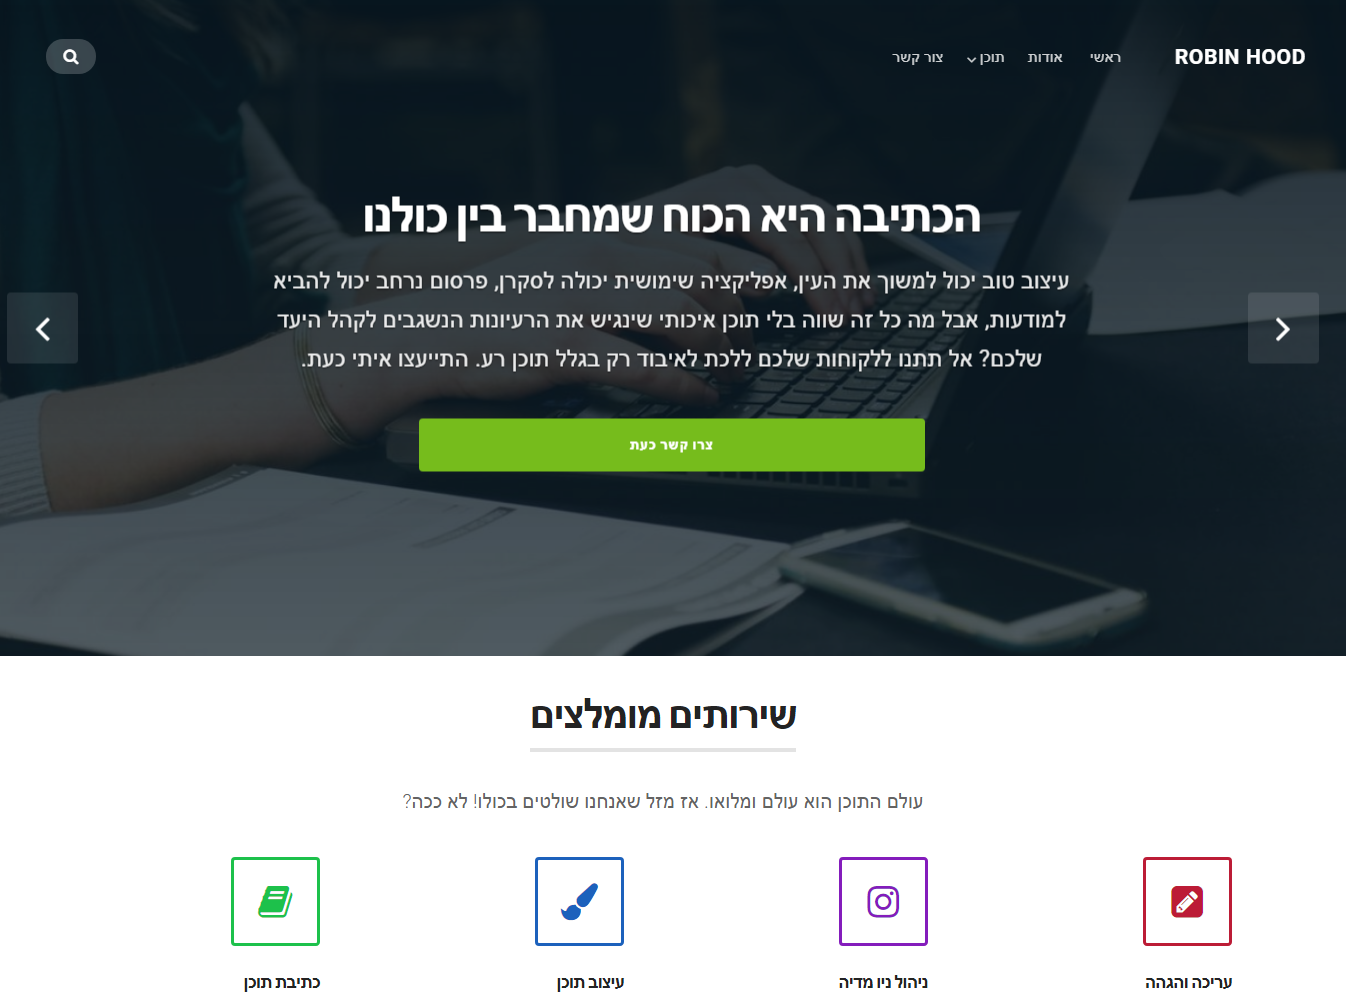 ROBIN HOOD
ראשי
אודות
תוכן
צור קשר
הכתיבה היא הכוח שמחבר בין כולנו
עיצוב טוב יכול למשוך את העין, אפליקציה שימושית יכולה לסקרן, פרסום נרחב יכול להביא
למודעות, אבל מה כל זה שווה בלי תוכן איכותי שינגיש את הרעיונות הנשגבים לקהל היעד
שלכם? אל תתנו ללקוחות שלכם ללכת לאיבוד רק בגלל תוכן רע. התייעצו איתי כעת.
צרו קשר כעת
שירותים מומלצים
עולם התוכן הוא עולם ומלואו. אז מזל שאנחנו שולטים בכולו! לא ככה?
עריכה והגהה
ניהול ניו מדיה
עיצוב תוכן
כתיבת תוכן